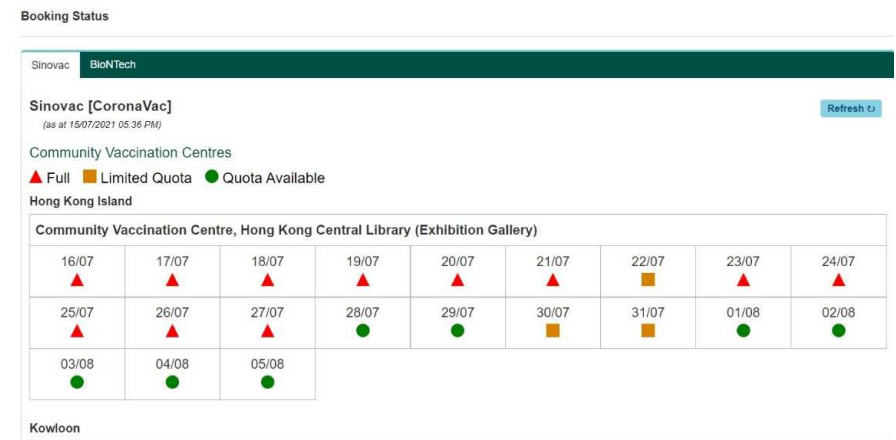 Booking Status
Sinovac BioNTech
Sinovac [CoronaVac]
Refresh ↻
(as at 15/07/2021 05:36 PM)
Community Vaccination Centres
Full Limited Quota Quota Available
Hong Kong Island
Community Vaccination Centre, Hong Kong Central Library (Exhibition Gallery)
16/07 17/07 18/07 19/07 20/07 21/07 22/07 23/07 24/07
25/07 26/07 27/07 28/07 29/07 30/07 31/07 01/08 02/08
03/08 04/08 05/08
Kowloon